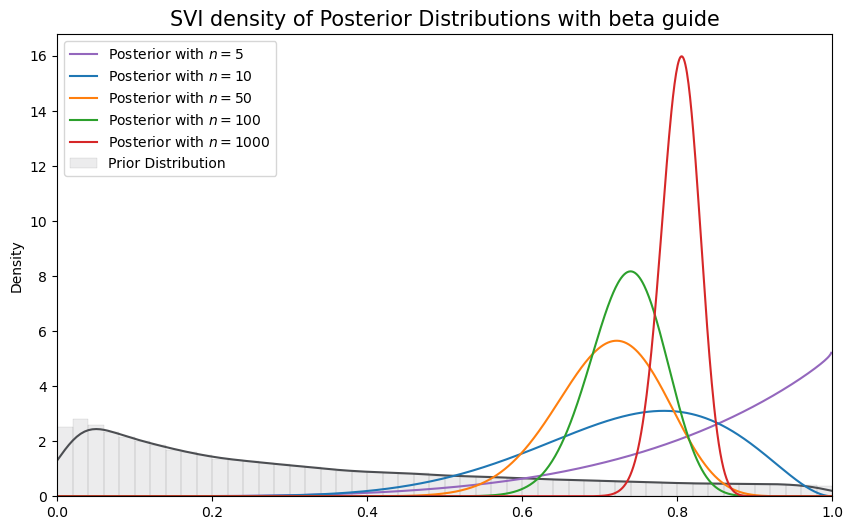 SVI density of Posterior Distributions with beta guide
Posterior with n = 5
Posterior with n = 10
Posterior with n = 50
Posterior with n = 100
Posterior with n = 1000
Prior Distribution
Density
16
14
12
10
8
6
4
2
0
0.0 0.2 0.4 0.6 0.8 1.0